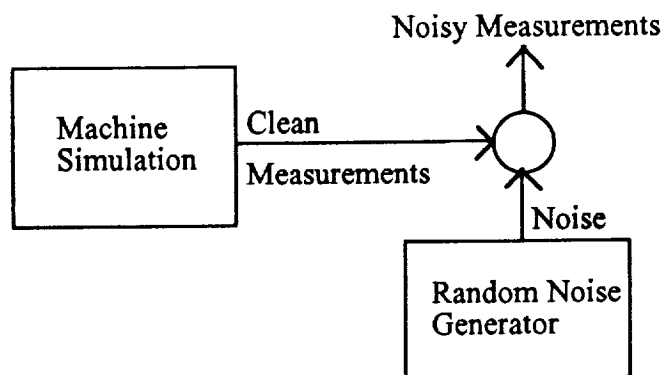 Noisy Measurements
Machine
Simulation
Clean
Measurements
Noise
Random Noise
Generator